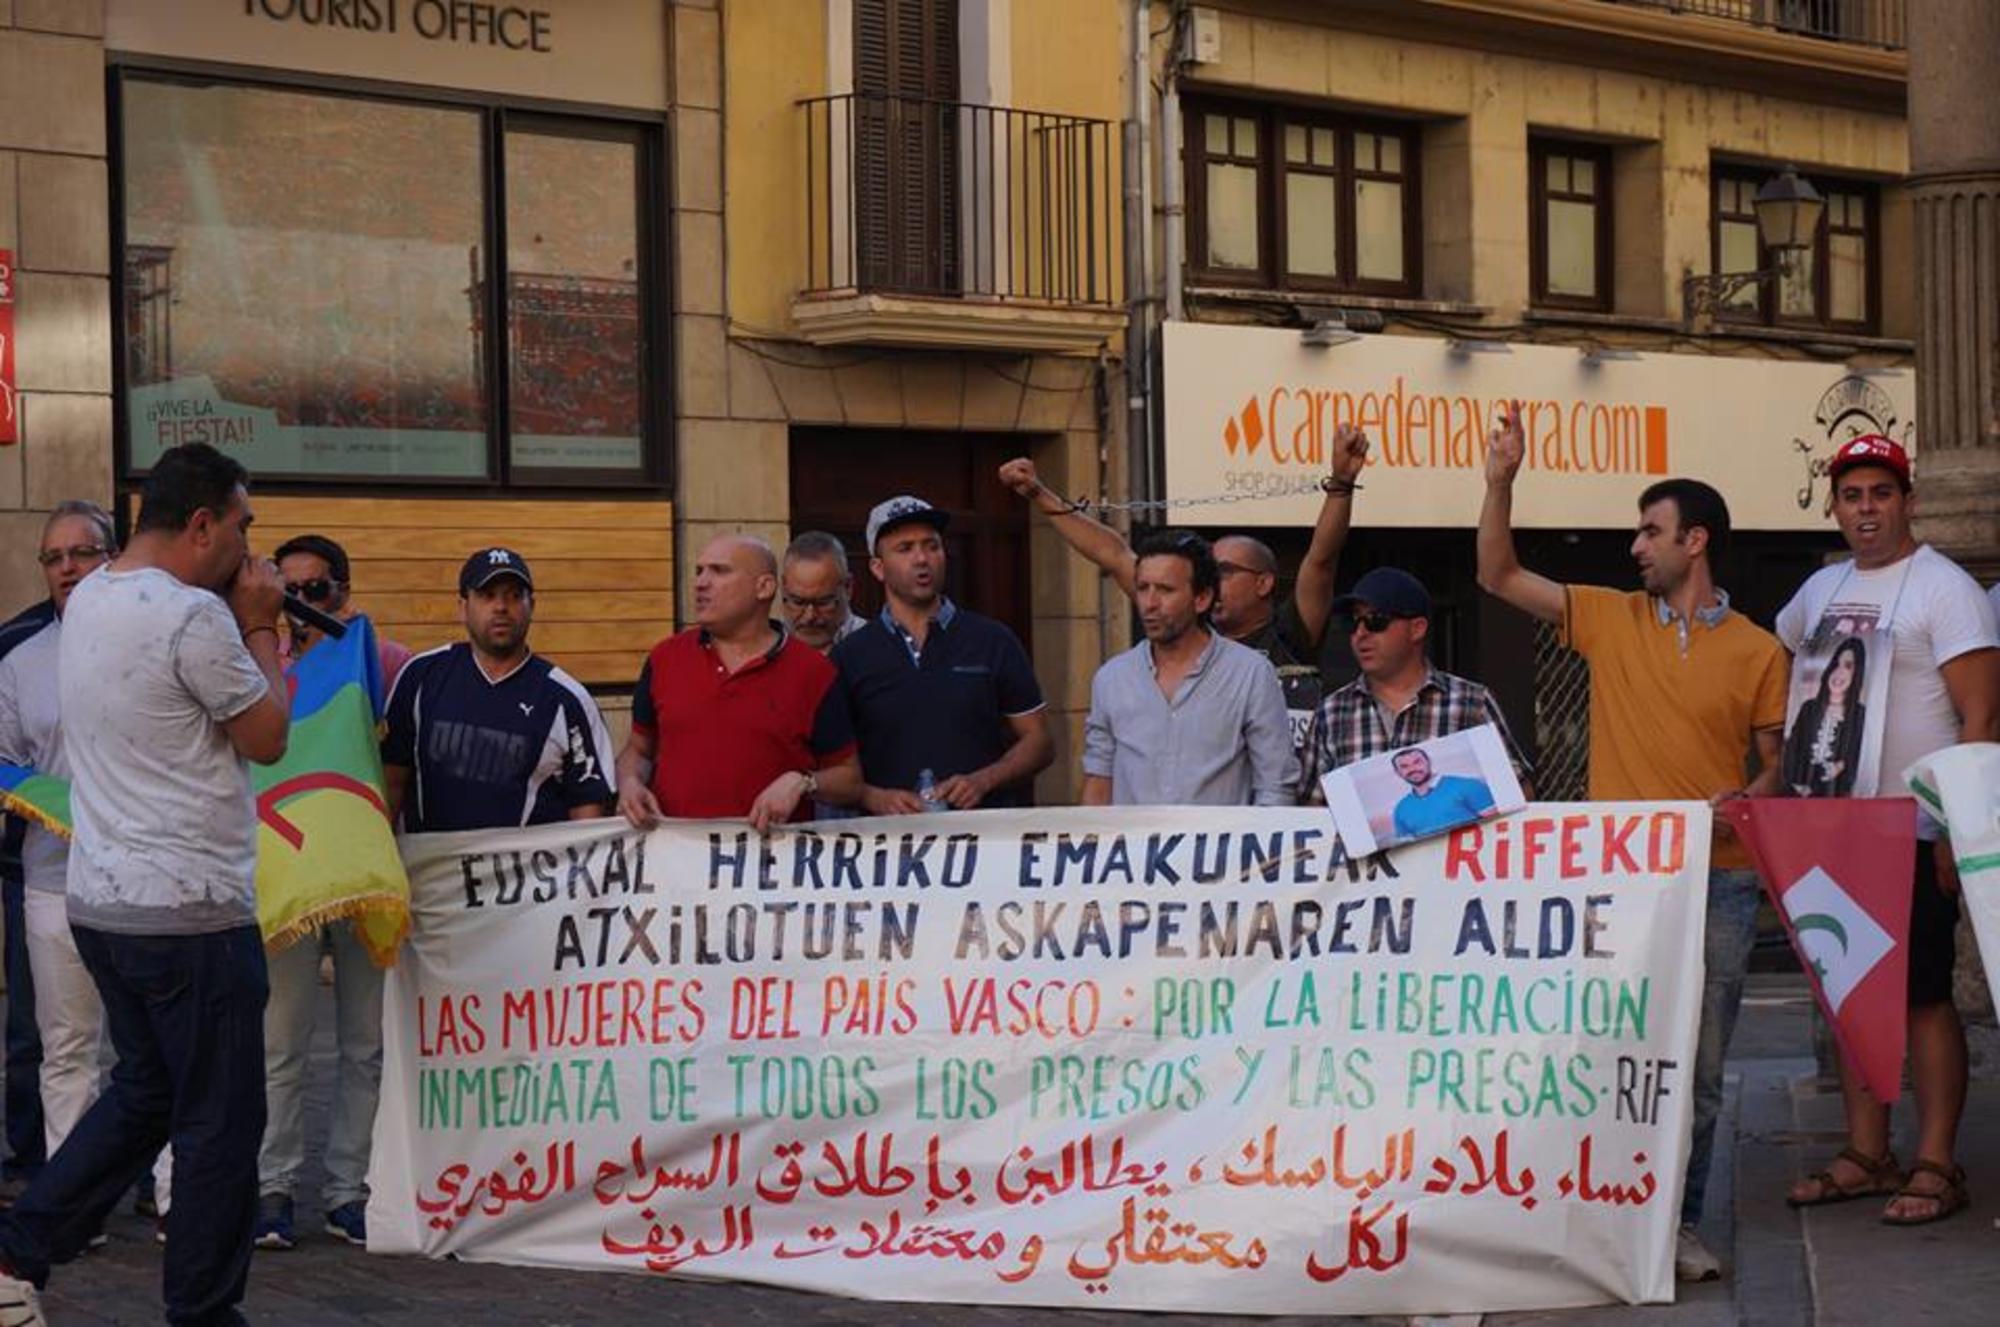 TOURIST OFFICE
¡¡VIVE LA
FIESTA!!
carnedenavarra.com
SHOP ONLINE
PUMA
EUSKAL HERRiKO EMAKUNEAK RiFEKO
ATXiLOTUEN ASKAPENAREN ALDE
LAS MUJERES DEL PAÍS VASCO: POR LA LiBERACiON
iNMEDiATA DE TODOS LOS PRESOS Y LAS PRESAS·RiF
نساء بلاد الباسك، يطالبن بإطلاق السراح الفوري
لكل معتقلي ومعتقلات الريف